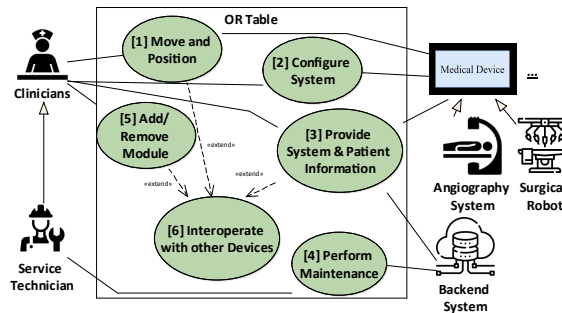 OR Table
[1] Move and
Position
[2] Configure
System
Medical Device
...
Clinicians
[5] Add/
Remove
Module
«extend»
[3] Provide
System & Patient
Information
«extend»
«extend»
Angiography
System
Surgical
Robot
[6] Interoperate
with other Devices
[4] Perform
Maintenance
Service
Technician
Backend
System